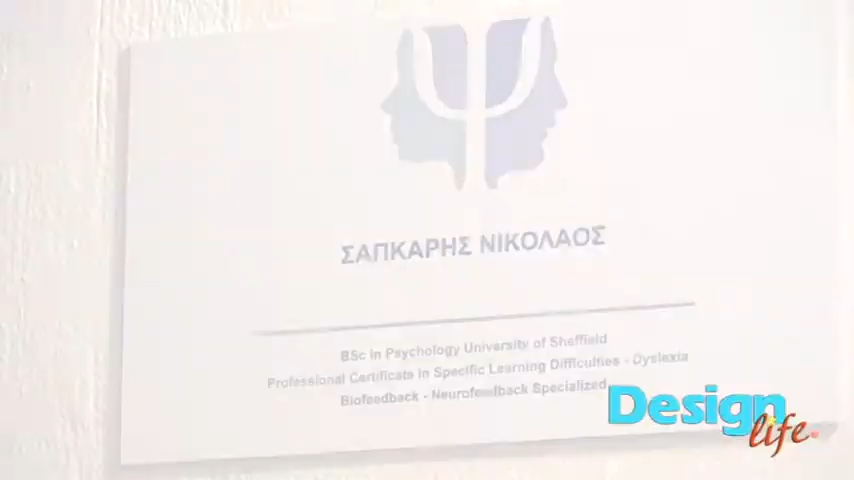 ΣΑΠΚΑΡΗΣ ΝΙΚΟΛΑΟΣ
BSc in Psychology University of Sheffield
Professional Certificate in Specific Learning Difficulties - Dyslexia
Biofeedback - Neurofeedback Specialized
Design
life